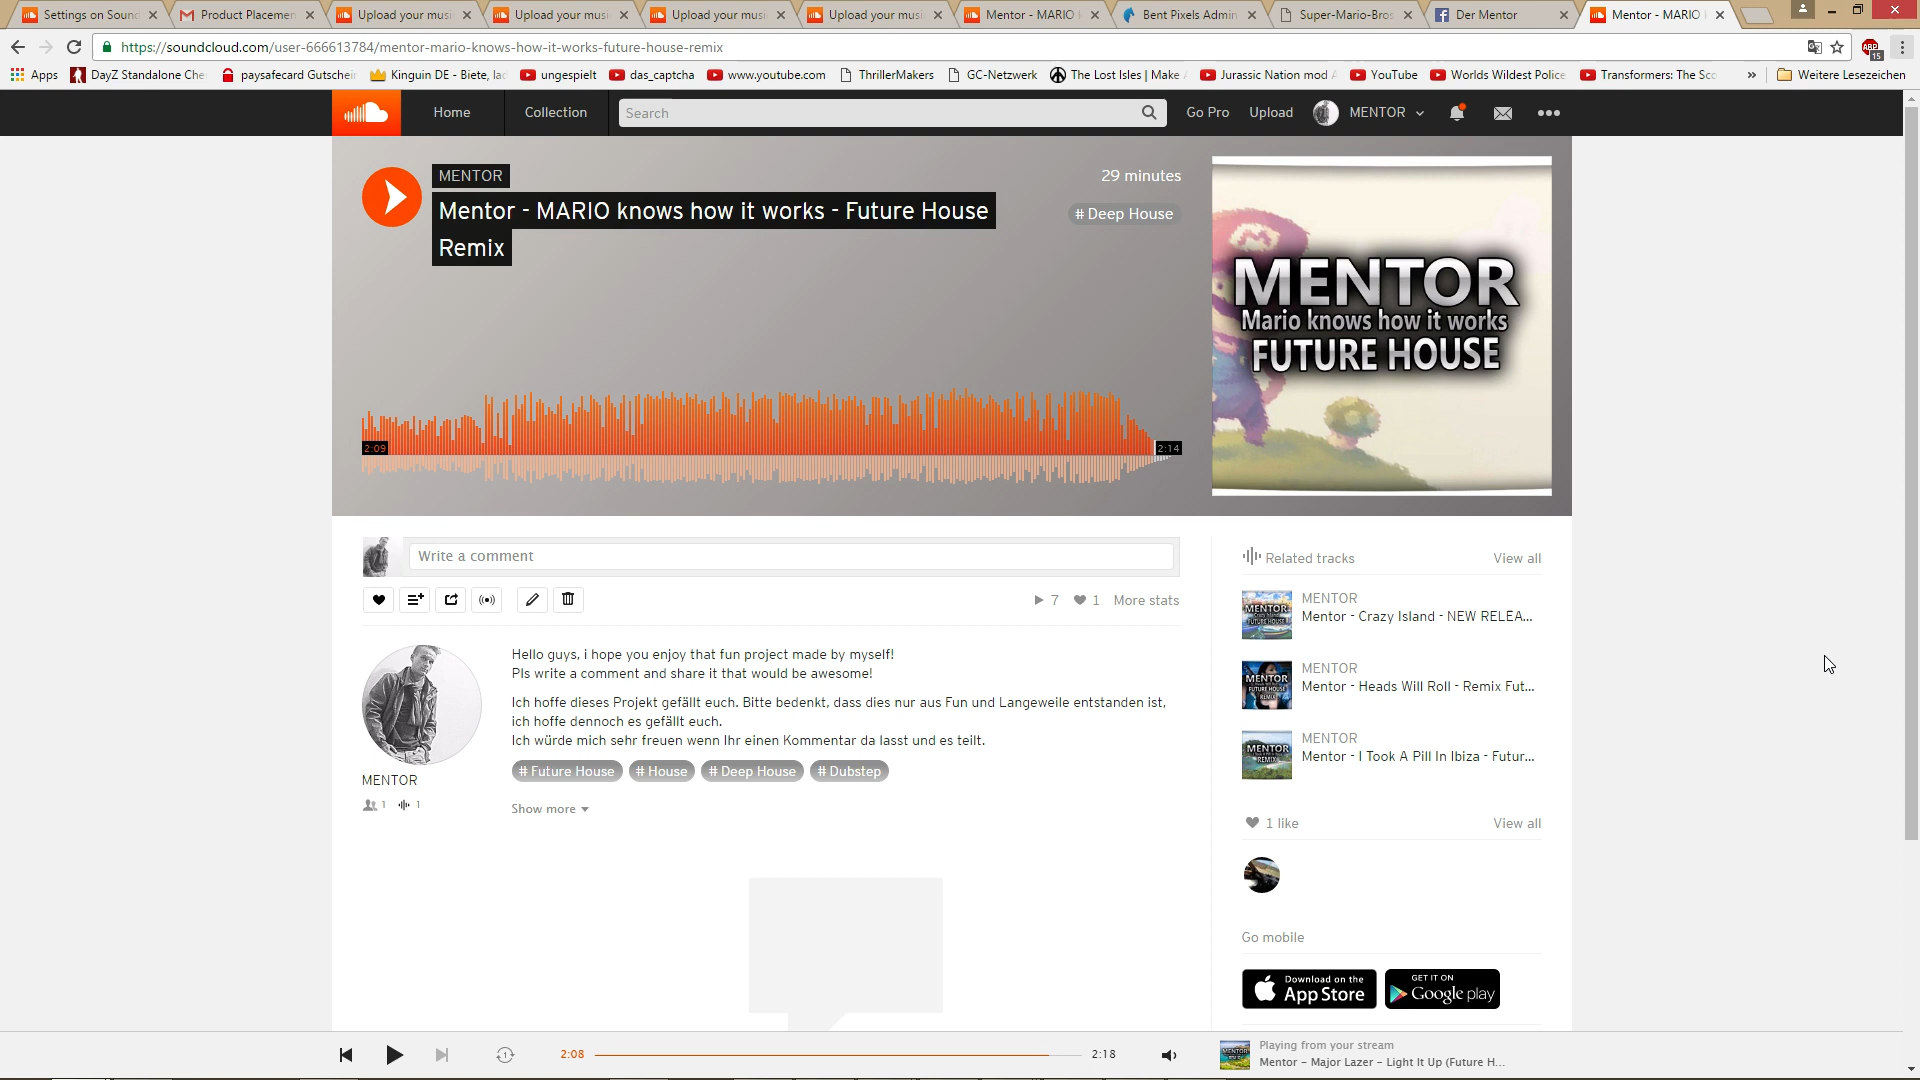 Settings on Sound
Product Placemen
Upload your musi
Upload your musi
Upload your musi
Upload your musi
Mentor - MARIO
Bent Pixels Admin
Super-Mario-Bros
Der Mentor
Mentor - MARIO
https://soundcloud.com/user-666613784/mentor-mario-knows-how-it-works-future-house-remix
ABP
15
Apps
DayZ Standalone Che
paysafecard Gutschein
Kinguin DE - Biete, la
ungespielt
das_captcha
www.youtube.com
ThrillerMakers
GC-Netzwerk
The Lost Isles | Make
Jurassic Nation mod
YouTube
Worlds Wildest Police
Transformers: The Sco
»
Weitere Lesezeichen
Home
Collection
Search
Go Pro
Upload
MENTOR
MENTOR
Mentor - MARIO knows how it works - Future House
Remix
29 minutes
# Deep House
2:09
2:14
MENTOR
Mario knows how it works
FUTURE HOUSE
Write a comment
7
1
More stats
Hello guys, i hope you enjoy that fun project made by myself!
Pls write a comment and share it that would be awesome!
Ich hoffe dieses Projekt gefällt euch. Bitte bedenkt, dass dies nur aus Fun und Langeweile entstanden ist,
ich hoffe dennoch es gefällt euch.
Ich würde mich sehr freuen wenn Ihr einen Kommentar da lasst und es teilt.
# Future House
# House
# Deep House
# Dubstep
Show more
MENTOR
1
1
Related tracks
View all
MENTOR
Mentor - Crazy Island - NEW RELEA...
MENTOR
Mentor - Heads Will Roll - Remix Fut...
MENTOR
Mentor - I Took A Pill In Ibiza - Futur...
1 like
View all
Go mobile
Download on the
App Store
GET IT ON
Google play
1
2:08
2:18
Playing from your stream
Mentor – Major Lazer – Light It Up (Future H...